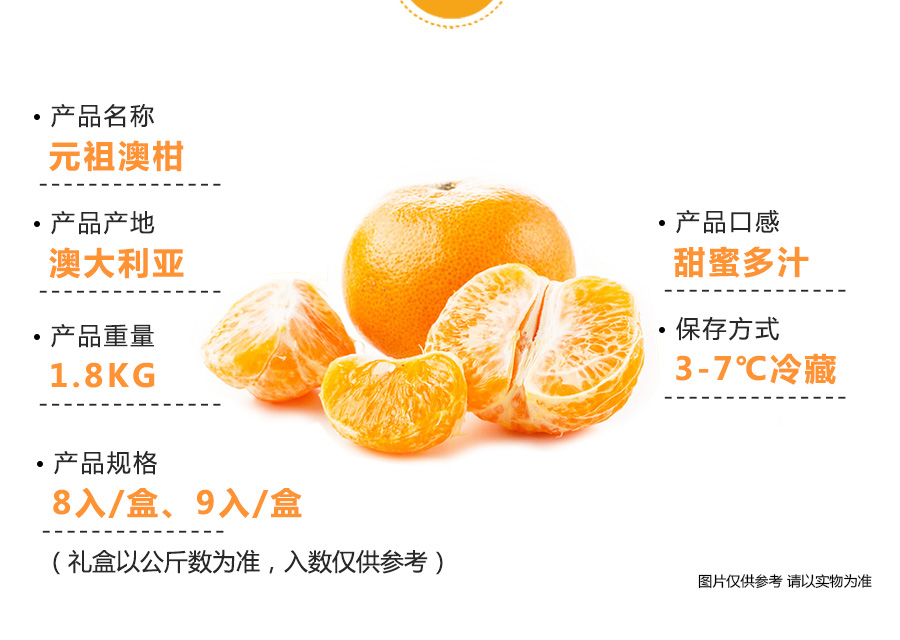 产品名称
元祖澳柑
产品产地
澳大利亚
产品重量
1.8KG
产品规格
8入/盒、9入/盒
（礼盒以公斤数为准，入数仅供参考）
产品口感
甜蜜多汁
保存方式
3-7℃冷藏
图片仅供参考 请以实物为准